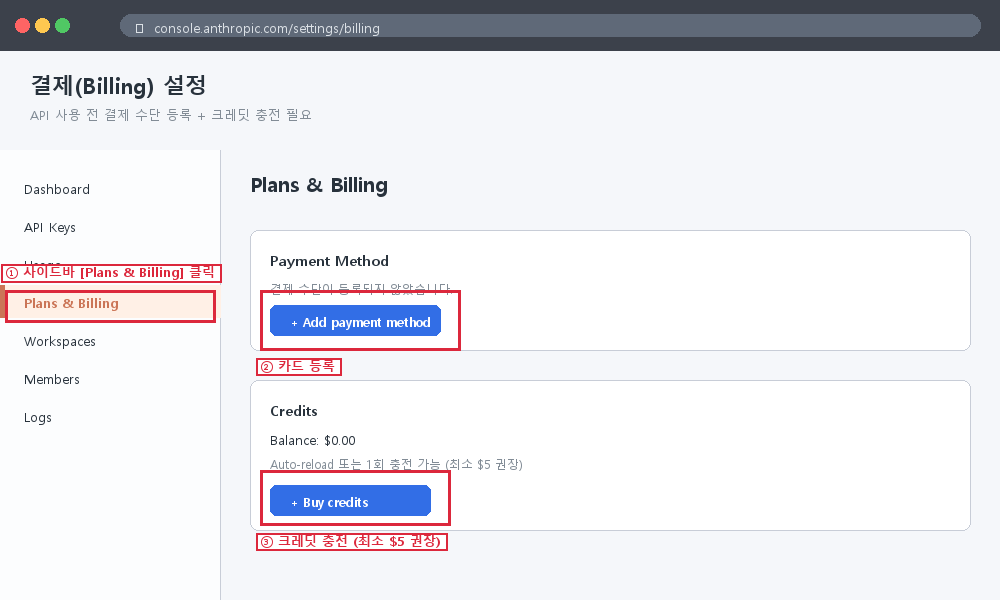 console.anthropic.com/settings/billing
결제(Billing) 설정
API 사용 전 결제 수단 등록 + 크레딧 충전 필요
Dashboard
API Keys
Usage
① 사이드바 [Plans & Billing] 클릭
Plans & Billing
Workspaces
Members
Logs
Plans & Billing
Payment Method
결제 수단이 등록되지 않았습니다.
+ Add payment method
② 카드 등록
Credits
Balance: $0.00
Auto-reload 또는 1회 충전 가능 (최소 $5 권장)
+ Buy credits
③ 크레딧 충전 (최소 $5 권장)